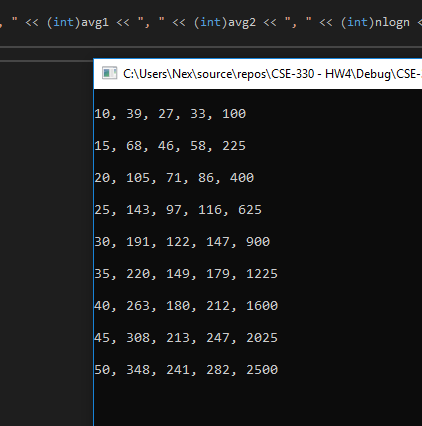 , " << (int)avg1 << ", " << (int)avg2 << ", " << (int)nlogn <
C:\Users\Nex\source\repos\CSE-330 - HW4\Debug\CSE-
10, 39, 27, 33, 100
15, 68, 46, 58, 225
20, 105, 71, 86, 400
25, 143, 97, 116, 625
30, 191, 122, 147, 900
35, 220, 149, 179, 1225
40, 263, 180, 212, 1600
45, 308, 213, 247, 2025
50, 348, 241, 282, 2500